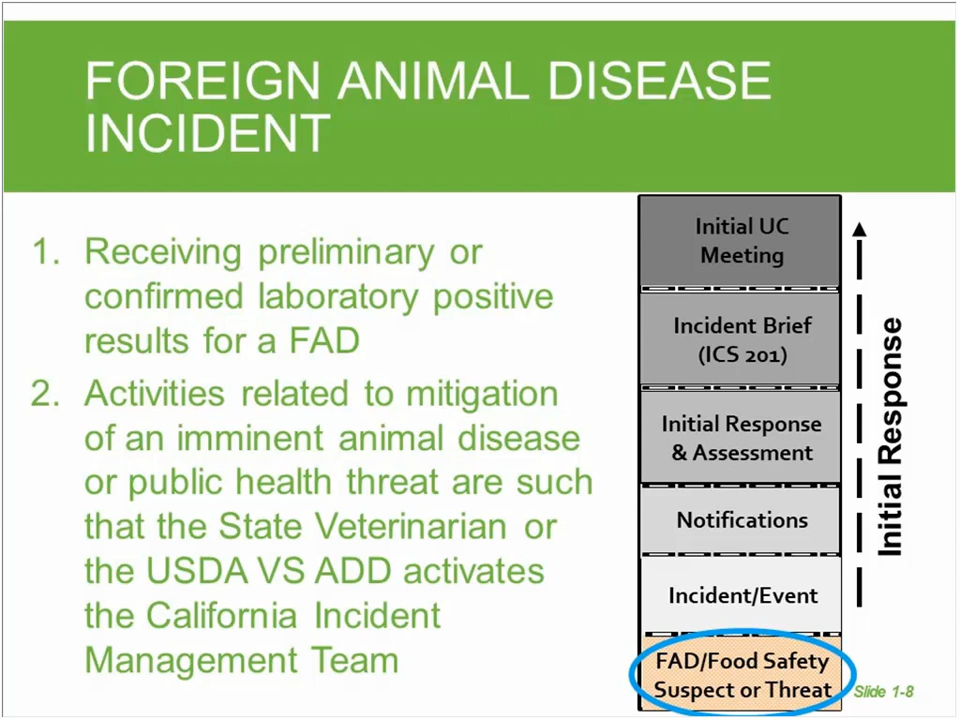 FOREIGN ANIMAL DISEASE
INCIDENT
1. Receiving preliminary or
confirmed laboratory positive
results for a FAD
2. Activities related to mitigation
of an imminent animal disease
or public health threat are such
that the State Veterinarian or
the USDA VS ADD activates
the California Incident
Management Team
Initial UC
Meeting
Incident Brief
(ICS 201)
Initial Response
& Assessment
Notifications
Incident/Event
FAD/Food Safety
Suspect or Threat
Initial Response
Slide 1-8